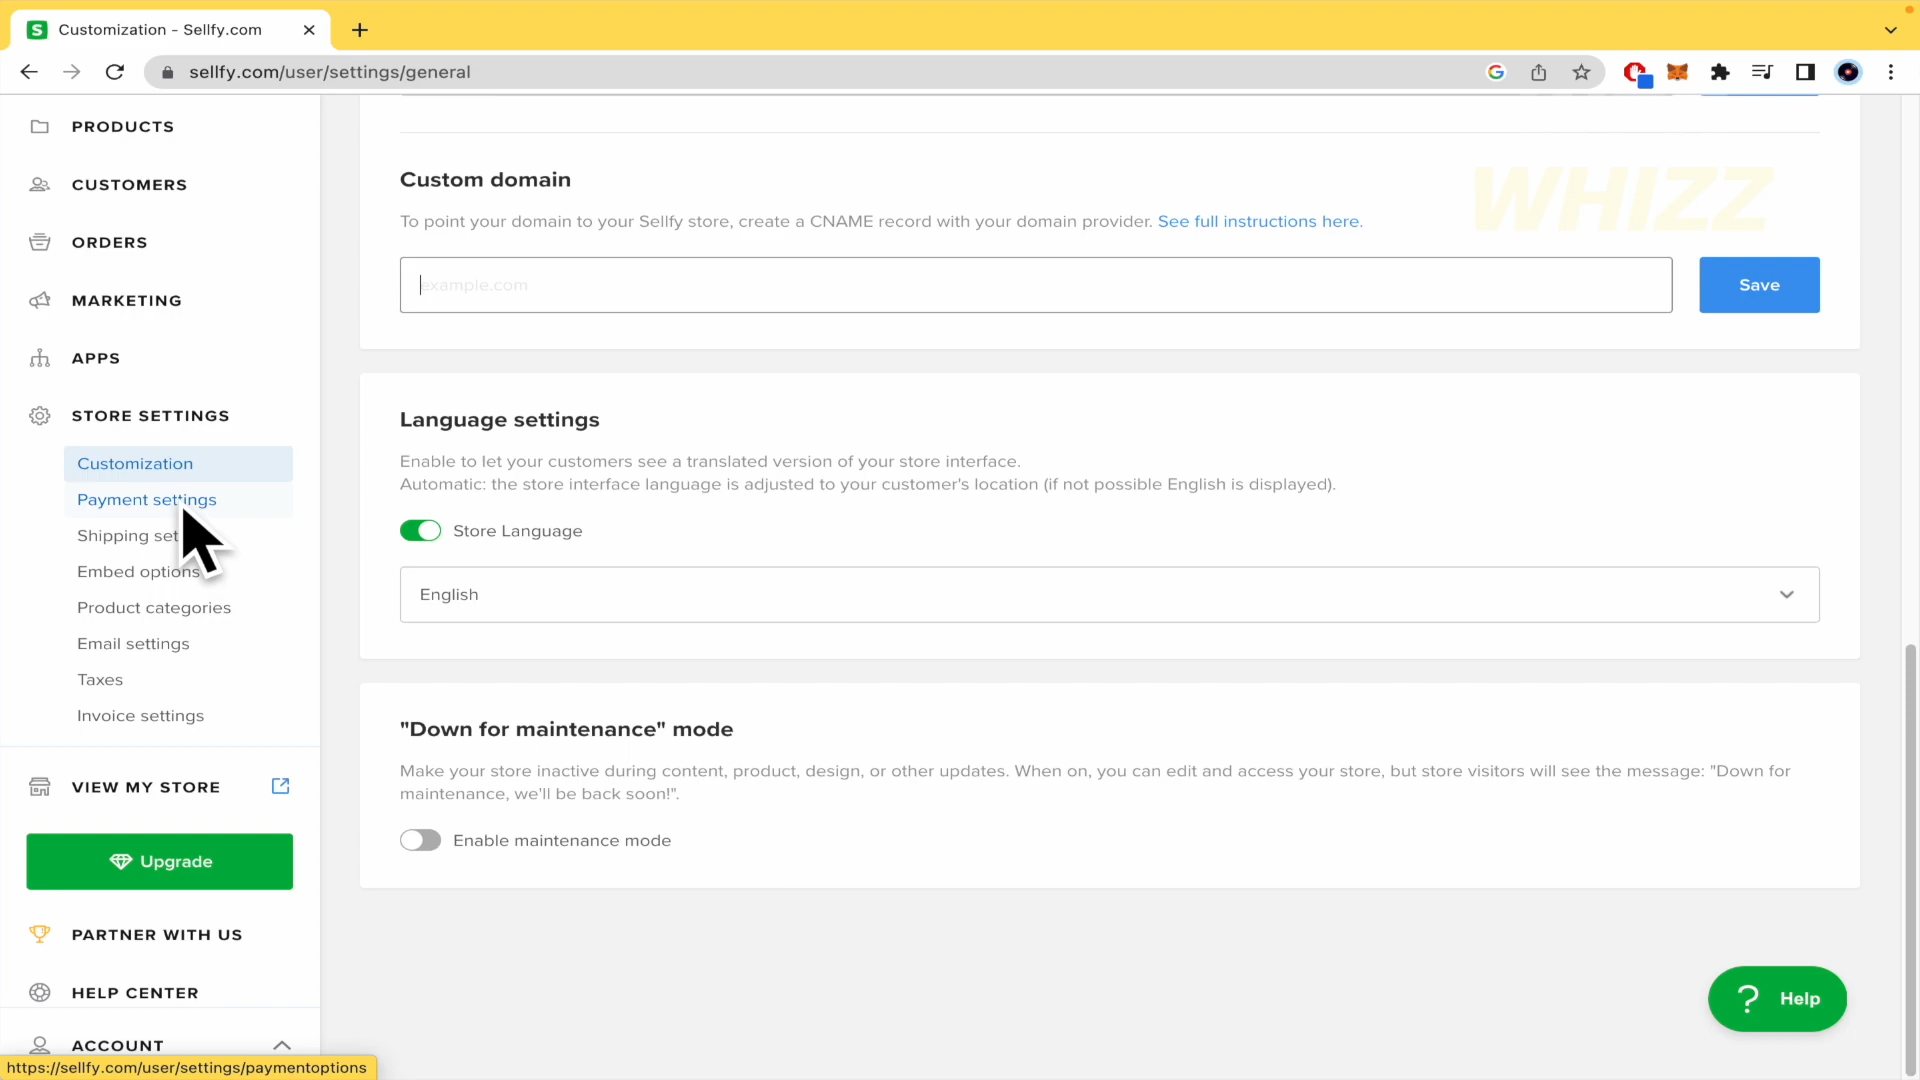 S Customization - Sellfy.com
sellfy.com/user/settings/general
PRODUCTS
CUSTOMERS
ORDERS
MARKETING
APPS
STORE SETTINGS
Customization
Payment settings
Shipping set
Embed options
Product categories
Email settings
Taxes
Invoice settings
VIEW MY STORE
Upgrade
PARTNER WITH US
HELP CENTER
ACCOUNT
https://sellfy.com/user/settings/paymentoptions
Custom domain
WHIZZ
To point your domain to your Sellfy store, create a CNAME record with your domain provider. See full instructions here.
example.com
Save
Language settings
Enable to let your customers see a translated version of your store interface.
Automatic: the store interface language is adjusted to your customer's location (if not possible English is displayed).
Store Language
English
"Down for maintenance" mode
Make your store inactive during content, product, design, or other updates. When on, you can edit and access your store, but store visitors will see the message: "Down for
maintenance, we'll be back soon!".
Enable maintenance mode
? Help